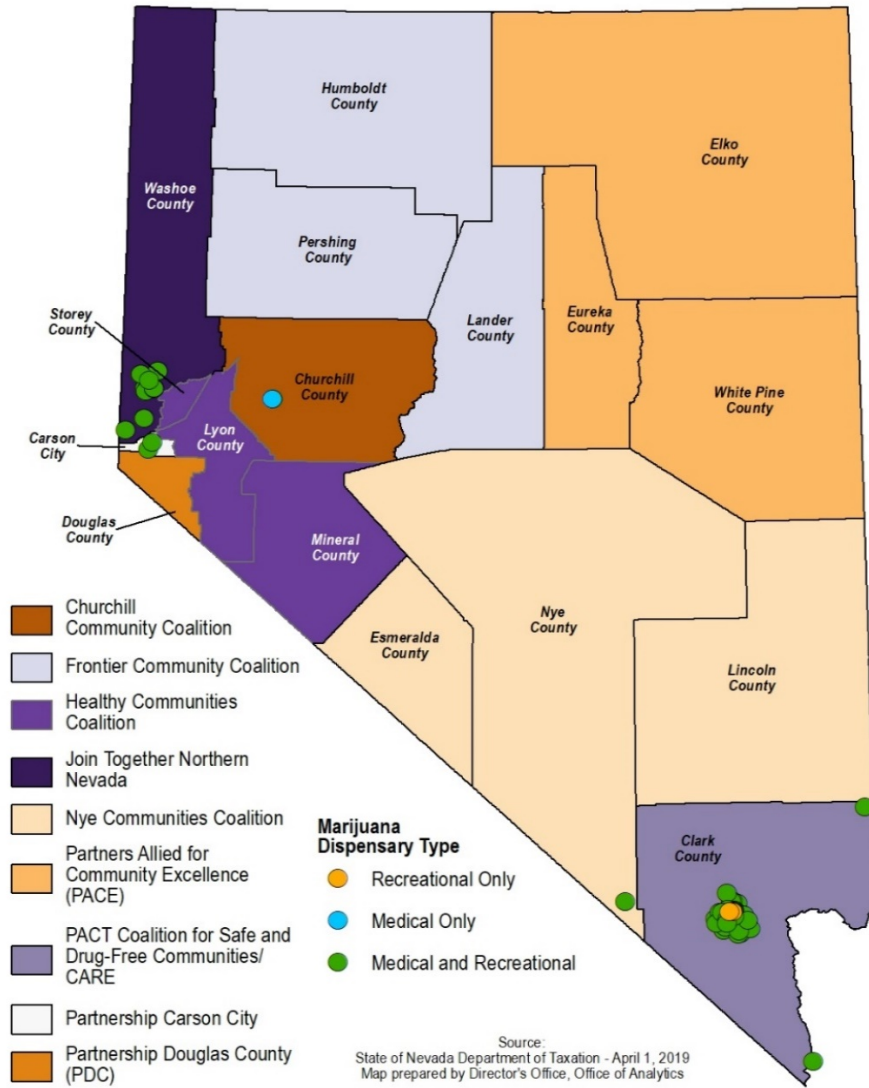 Humboldt
County
Elko
County
Washoe
County
Pershing
County
Storey
County
Lander
County
Eureka
County
Churchill
County
White Pine
County
Lyon
County
Carson
City
Douglas
County
Mineral
County
Nye
County
Esmeralda
County
Lincoln
County
Clark
County
Churchill
Community Coalition
Frontier Community Coalition
Healthy Communities
Coalition
Join Together Northern
Nevada
Nye Communities Coalition
Partners Allied for
Community Excellence
(PACE)
PACT Coalition for Safe and
Drug-Free Communities/
CARE
Partnership Carson City
Partnership Douglas County
(PDC)
Marijuana
Dispensary Type
Recreational Only
Medical Only
Medical and Recreational
Source:
State of Nevada Department of Taxation - April 1, 2019
Map prepared by Director's Office, Office of Analytics